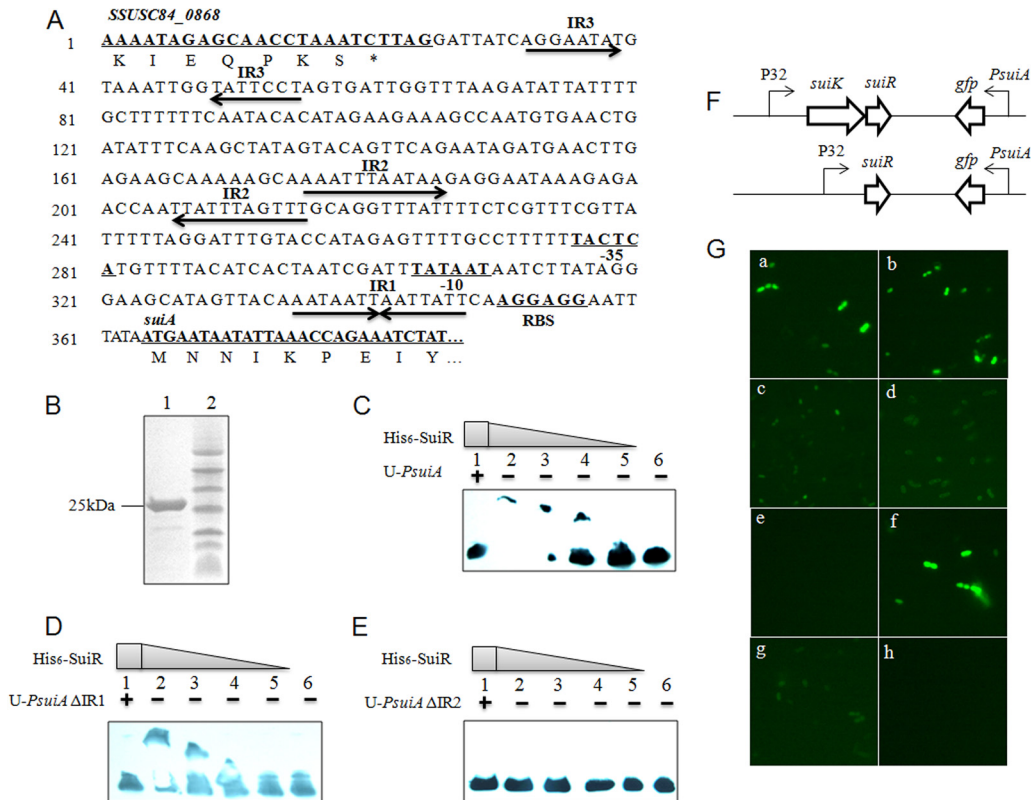 A
SSUSC84_0868
IR3
1 AAAATAGAGCAACCTAAATCTTAGGATTATCAGGAATATG
K I E Q P K S *
IR3
41 TAAATTGGTATTCCTAGTGATTGGTTTAAGATATTATTTT
81 GCTTTTTTTCAATACACATAGAAGAAAGCCAATGTGAACTG
121 ATATTTCAAGCTATAGTACAGTTCAGAATAGATGAACTTG
IR2
161 AGAAGCAAAAAGCAAAAATTTAATAAGAGGAATAAAGAGA
IR2
201 ACCAATTATTTAGTTTGCAGGTTTATTTTCTCGTTTCGTTA
241 TTTTTAGGATTTGTACCATAGAGTTTTGCCTTTTTTTACTC
-35
281 ATGTTTTACATCACTAATCGATTTATAATAATCTTATAGG
IR1 -10
321 GAAGCATAGTTACAAATAATTAATTATTCAAGGAGGAATT
suiA RBS
361 TATAATGAATAATATTAAACCAGAAATCTAT...
M N N I K P E I Y ...
B
1 2
25kDa
C
His6-SuiR
1 2 3 4 5 6
U-PsuiA + – – – – –
D
His6-SuiR
1 2 3 4 5 6
U-PsuiA ΔIR1 + – – – – –
E
His6-SuiR
1 2 3 4 5 6
U-PsuiA ΔIR2 + – – – – –
F
P32 suiK suiR gfp PsuiA
P32 suiR gfp PsuiA
G
a b
c d
e f
g h